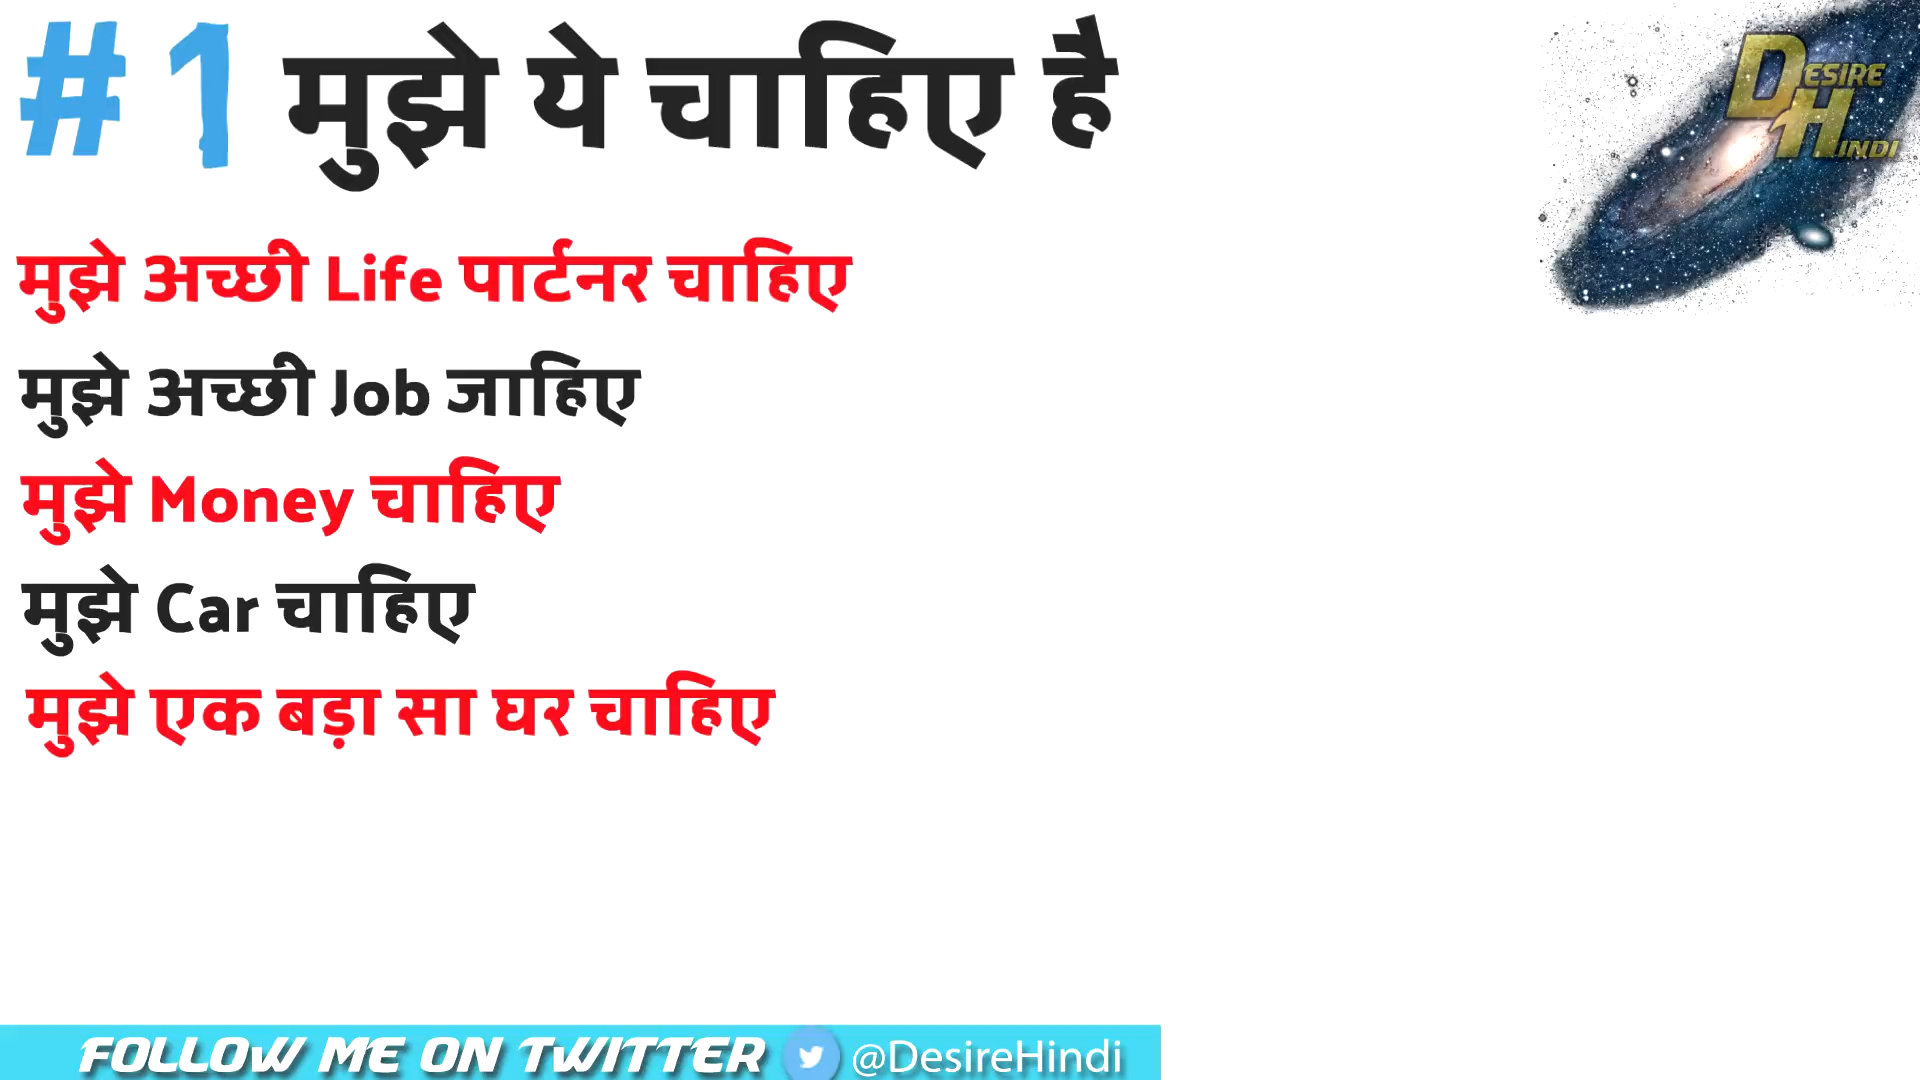 #1 मुझे ये चाहिए है
DESIRE HINDI
मुझे अच्छी Life पार्टनर चाहिए
मुझे अच्छी Job जाहिए
मुझे Money चाहिए
मुझे Car चाहिए
मुझे एक बड़ा सा घर चाहिए
FOLLOW ME ON TWITTER @DesireHindi